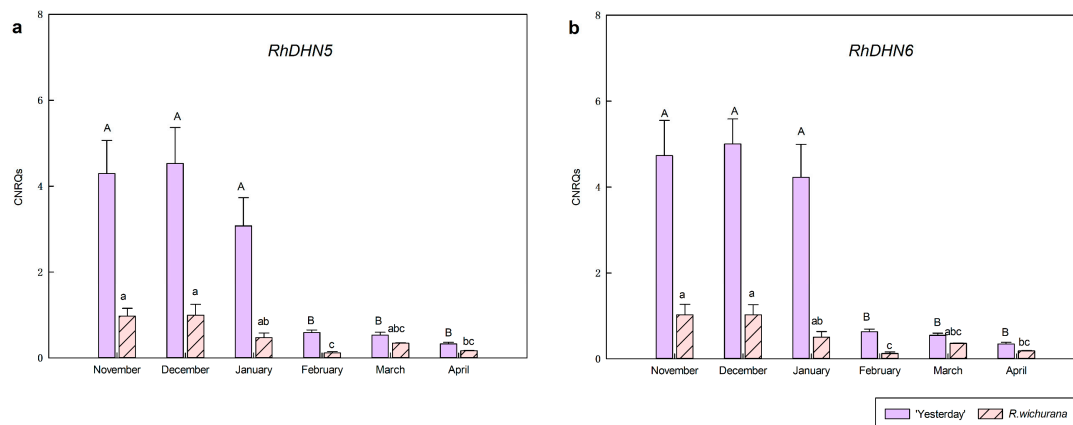 a
RhDHN5
CNRQs
8
6
4
2
0
A
A
A
B
B
B
a
a
ab
c
abc
bc
November December January February March April
b
RhDHN6
CNRQs
8
6
4
2
0
A
A
A
B
B
B
a
a
ab
c
abc
bc
November December January February March April
'Yesterday' R.wichurana